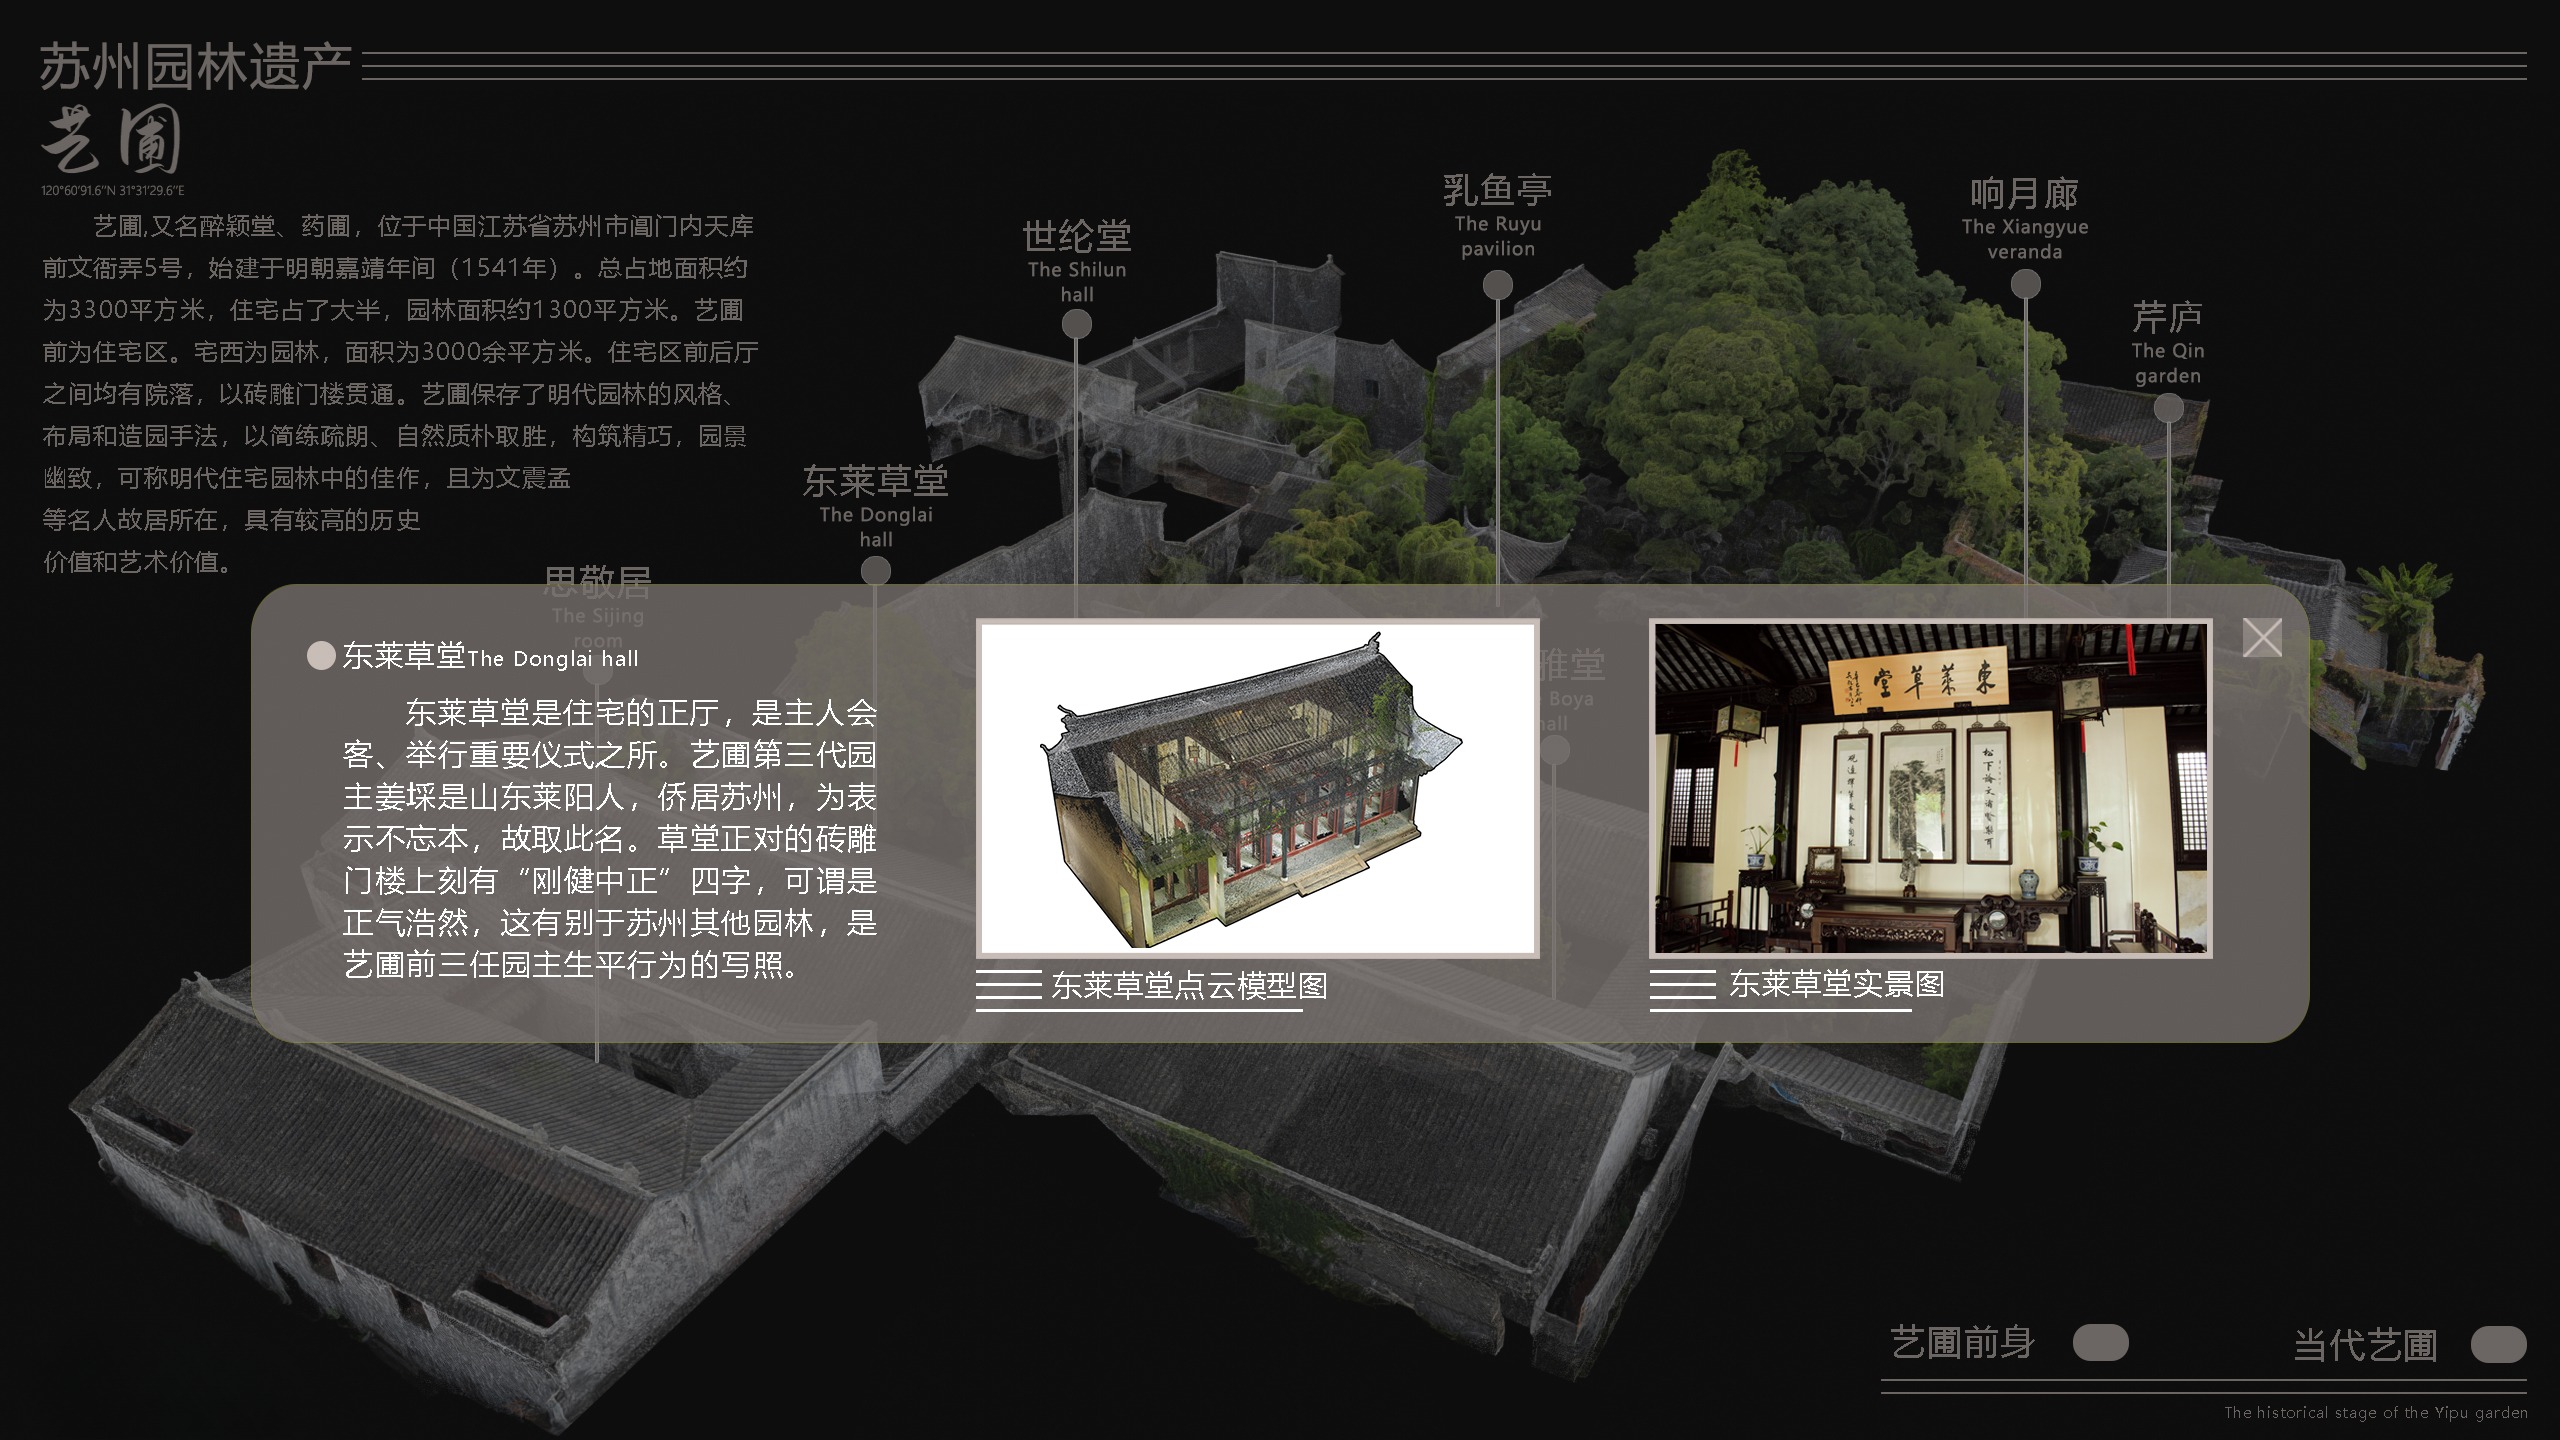 苏州园林遗产
艺圃
120°60′91.6″N 31°31′29.6″E
艺圃,又名醉颖堂、药圃，位于中国江苏省苏州市阊门内天库
前文衙弄5号，始建于明朝嘉靖年间（1541年）。总占地面积约
为3300平方米，住宅占了大半，园林面积约1300平方米。艺圃
前为住宅区。宅西为园林，面积为3000余平方米。住宅区前后厅
之间均有院落，以砖雕门楼贯通。艺圃保存了明代园林的风格、
布局和造园手法，以简练疏朗、自然质朴取胜，构筑精巧，园景
幽致，可称明代住宅园林中的佳作，且为文震孟
等名人故居所在，具有较高的历史
价值和艺术价值。
世纶堂
The Shilun
hall
乳鱼亭
The Ruyu
pavilion
响月廊
The Xiangyue
veranda
芹庐
The Qin
garden
东莱草堂
The Donglai
hall
思敬居
The Sijing
room
雅堂
Boya
hall
东莱草堂The Donglai hall
东莱草堂是住宅的正厅，是主人会
客、举行重要仪式之所。艺圃第三代园
主姜埰是山东莱阳人，侨居苏州，为表
示不忘本，故取此名。草堂正对的砖雕
门楼上刻有“刚健中正”四字，可谓是
正气浩然，这有别于苏州其他园林，是
艺圃前三任园主生平行为的写照。
东莱草堂点云模型图
東萊草堂
东莱草堂实景图
艺圃前身
当代艺圃
The historical stage of the Yipu garden